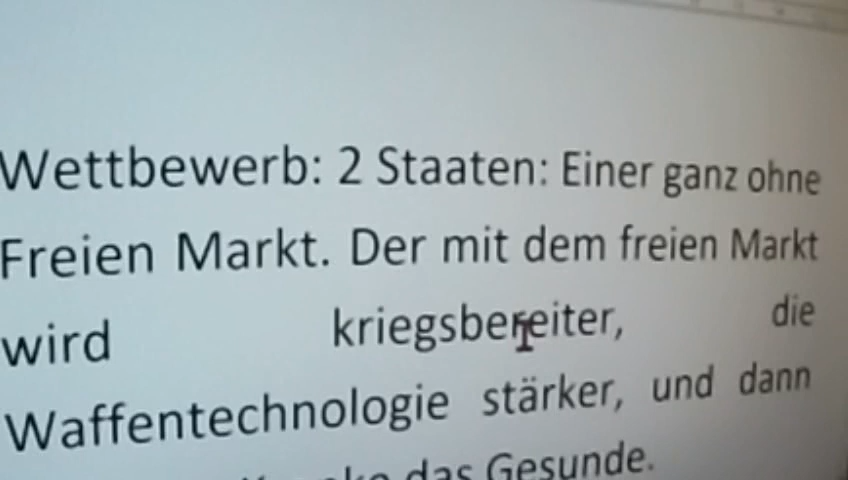 Wettbewerb: 2 Staaten: Einer ganz ohne
Freien Markt. Der mit dem freien Markt
wird kriegsbereiter, die
Waffentechnologie stärker, und dann
das Gesunde.